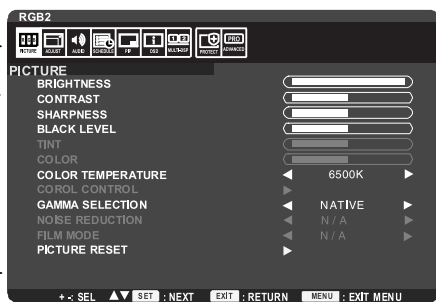 RGB2
PICTURE ADJUST AUDIO SCHEDULE PIP OSD MULTI-DSP PROTECT PRO ADVANCED
PICTURE
BRIGHTNESS
CONTRAST
SHARPNESS
BLACK LEVEL
TINT
COLOR
COLOR TEMPERATURE 6500K
COROL CONTROL
GAMMA SELECTION NATIVE
NOISE REDUCTION N / A
FILM MODE N / A
PICTURE RESET
+ -: SEL ▲▼ SET : NEXT EXIT : RETURN MENU : EXIT MENU